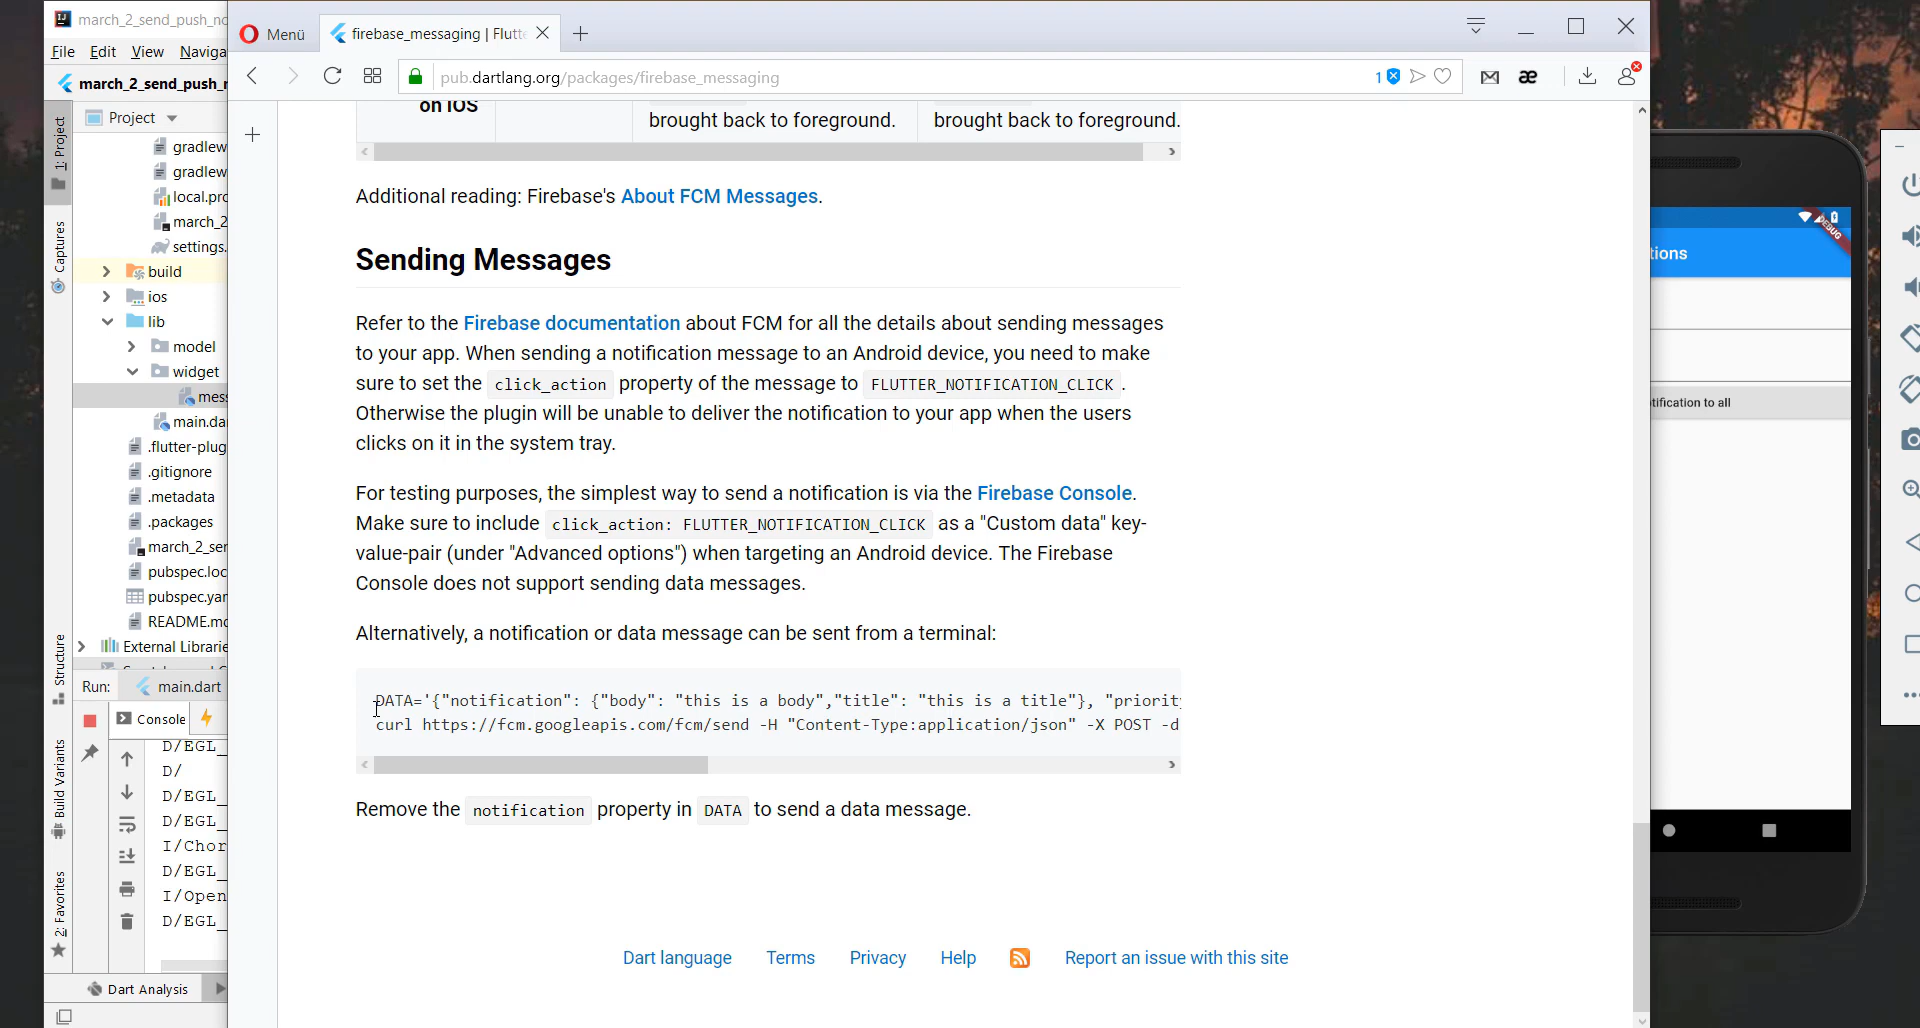 march_2_send_push_no
File Edit View Naviga
march_2_send_push_n
Project
1: Project
Captures
Structure
Build Variants
2: Favorites
gradlew
gradlew
local.pro
march_2
settings.
build
ios
lib
model
widget
mess
main.da
.flutter-plug
.gitignore
.metadata
.packages
march_2_ser
pubspec.loc
pubspec.yar
README.md
External Librarie
Run: main.dart
Console
D/EGL_
D/
D/EGL_
D/EGL_
I/Chor
D/EGL_
I/Open
D/EGL_
Dart Analysis
Menü
firebase_messaging | Flutte
pub.dartlang.org/packages/firebase_messaging
1
on iOS
brought back to foreground.
brought back to foreground.
Additional reading: Firebase's About FCM Messages.
Sending Messages
Refer to the Firebase documentation about FCM for all the details about sending messages
to your app. When sending a notification message to an Android device, you need to make
sure to set the click_action property of the message to FLUTTER_NOTIFICATION_CLICK .
Otherwise the plugin will be unable to deliver the notification to your app when the users
clicks on it in the system tray.
For testing purposes, the simplest way to send a notification is via the Firebase Console.
Make sure to include click_action: FLUTTER_NOTIFICATION_CLICK as a "Custom data" key-
value-pair (under "Advanced options") when targeting an Android device. The Firebase
Console does not support sending data messages.
Alternatively, a notification or data message can be sent from a terminal:
DATA='{"notification": {"body": "this is a body","title": "this is a title"}, "priority
curl https://fcm.googleapis.com/fcm/send -H "Content-Type:application/json" -X POST -d
Remove the notification property in DATA to send a data message.
Dart language Terms Privacy Help Report an issue with this site
DEBUG
tions
tification to all